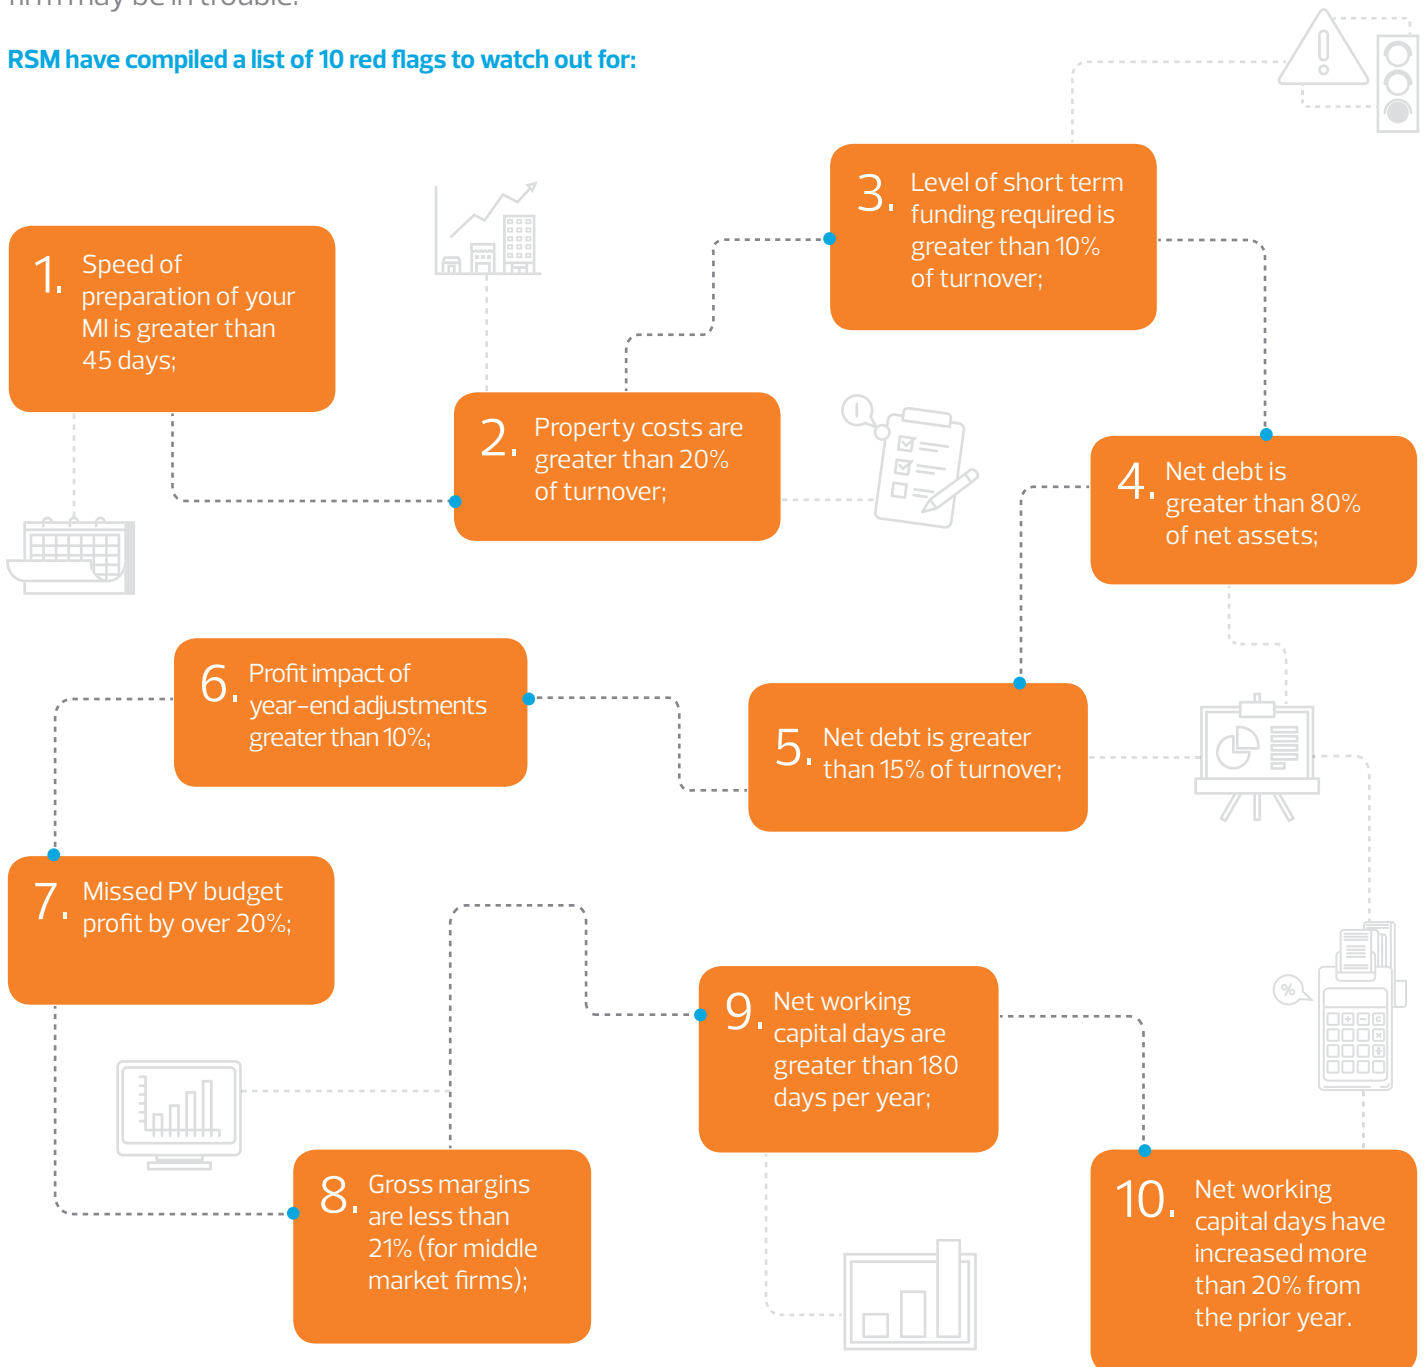 firm may be in trouble.
RSM have compiled a list of 10 red flags to watch out for:
1. Speed of
preparation of your
MI is greater than
45 days;
2. Property costs are
greater than 20%
of turnover;
3. Level of short term
funding required is
greater than 10%
of turnover;
4. Net debt is
greater than 80%
of net assets;
5. Net debt is greater
than 15% of turnover;
6. Profit impact of
year-end adjustments
greater than 10%;
7. Missed PY budget
profit by over 20%;
8. Gross margins
are less than
21% (for middle
market firms);
9. Net working
capital days are
greater than 180
days per year;
10. Net working
capital days have
increased more
than 20% from
the prior year.
%